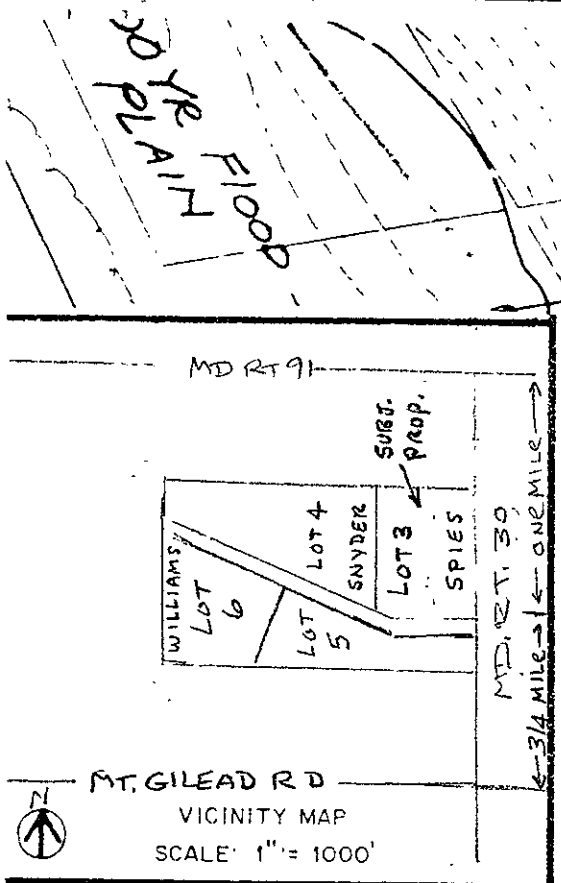 00 YR FLOOD
PLAIN
MD RT 91
SUBJ.
PROP.
WILLIAMS
LOT
6
LOT 4
SNYDER
LOT 3
SPIES
LOT
5
MD. RT. 30
3/4 MILE
ONE MILE
MT. GILEAD RD
N
VICINITY MAP
SCALE: 1" = 1000'